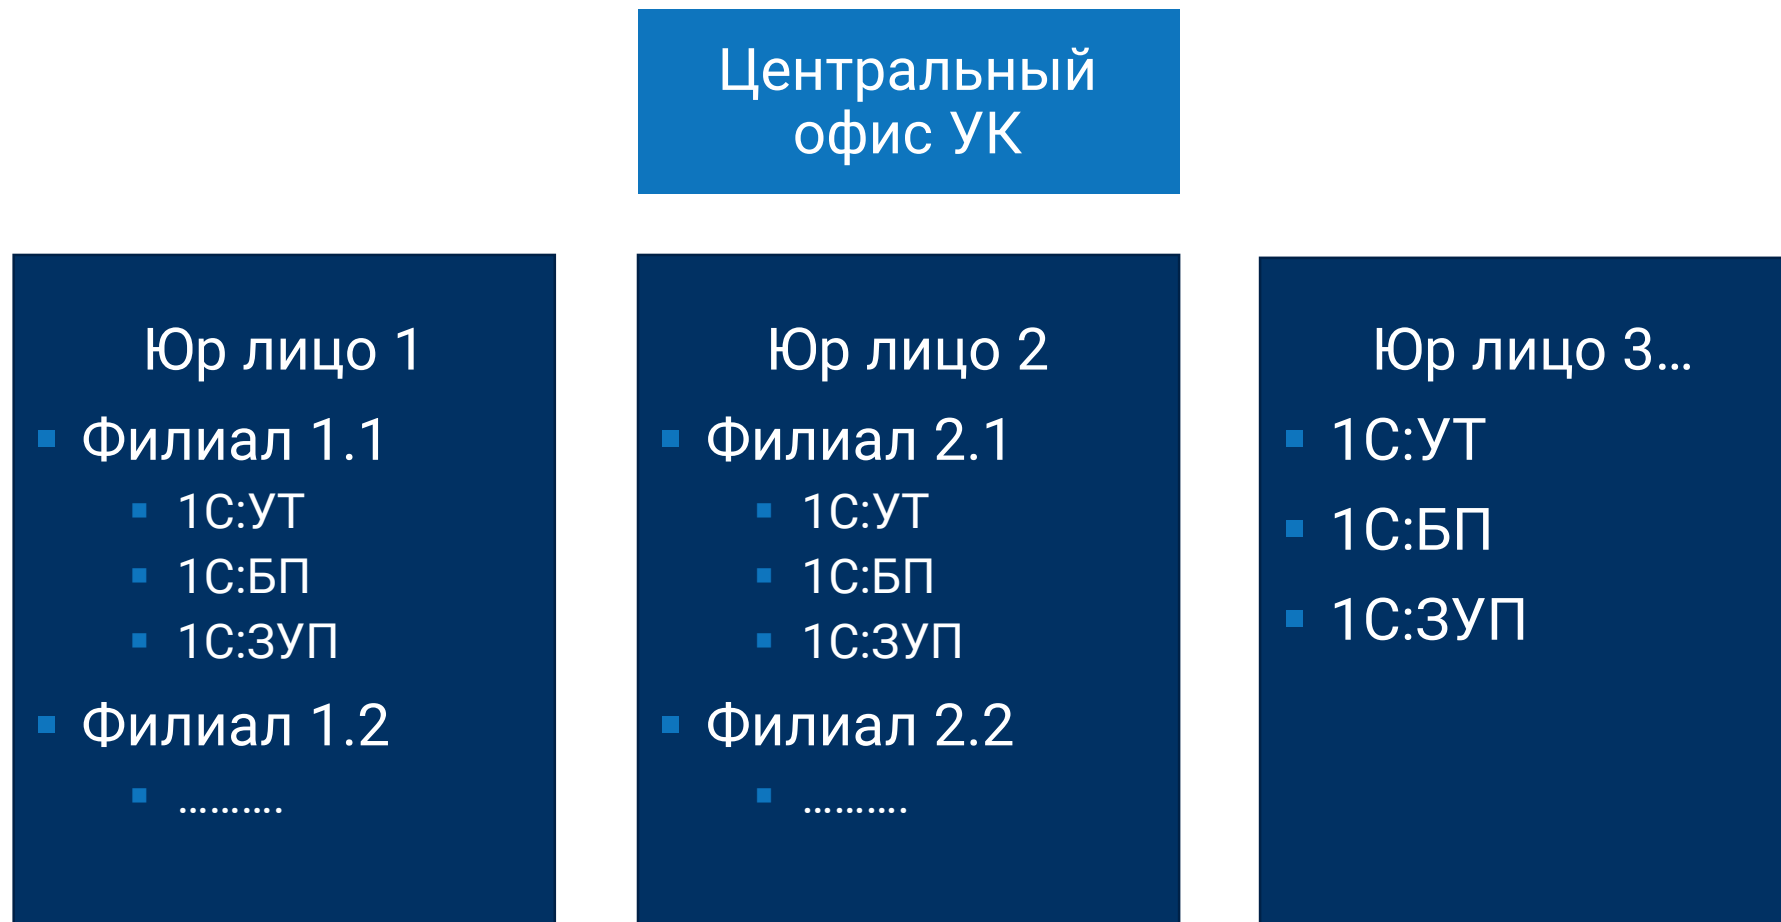 Центральный
офис УК
Юр лицо 1
Филиал 1.1
1С:УТ
1С:БП
1С:ЗУП
Филиал 1.2
..........
Юр лицо 2
Филиал 2.1
1С:УТ
1С:БП
1С:ЗУП
Филиал 2.2
..........
Юр лицо 3...
1С:УТ
1С:БП
1С:ЗУП